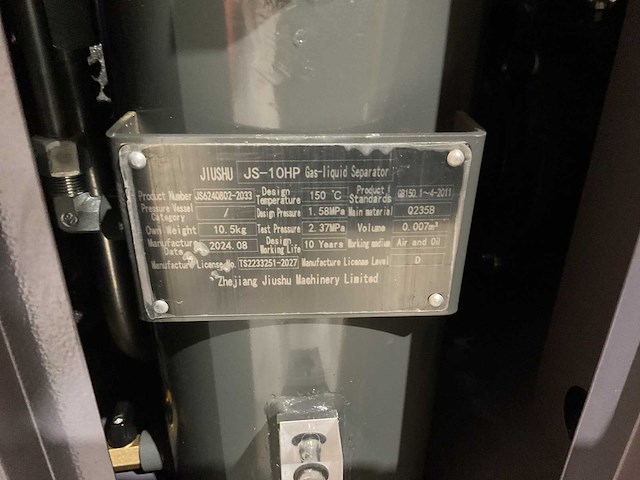 JIUSHU JS-10HP Gas-liquid Separator
Product Number JS6240802-2033 Design Temperature 150 ℃ Product Standards GB150.1~4-2011
Pressure Vessel Category / Design Pressure 1.58MPa Main material Q235B
Own Weight 10.5kg Test Pressure 2.37MPa Volume 0.007m³
Manufacture Date 2024.08 Design Working Life 10 Years Working medium Air and Oil
Manufacture License No. TS2233251-2027 Manufacture License Level D
Zhejiang Jiushu Machinery Limited